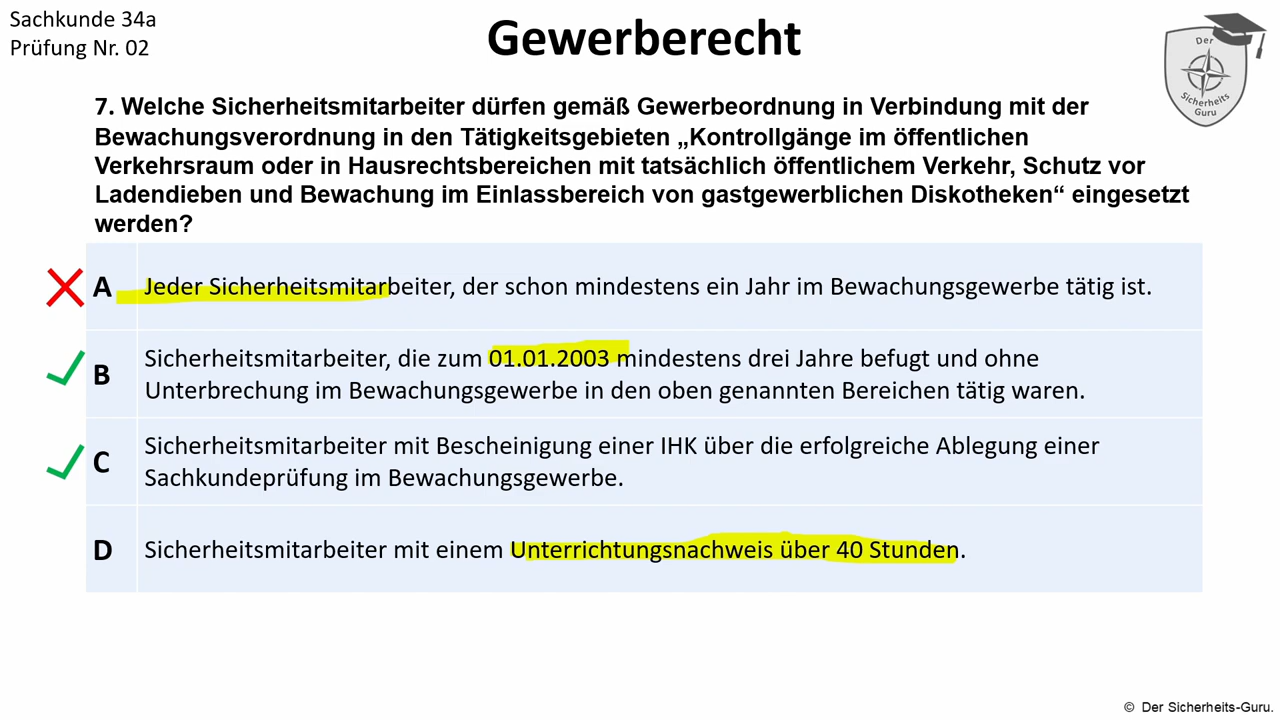 Sachkunde 34a
Prüfung Nr. 02
Gewerberecht
Der
Sicherheits
Guru
7. Welche Sicherheitsmitarbeiter dürfen gemäß Gewerbeordnung in Verbindung mit der
Bewachungsverordnung in den Tätigkeitsgebieten „Kontrollgänge im öffentlichen
Verkehrsraum oder in Hausrechtsbereichen mit tatsächlich öffentlichem Verkehr, Schutz vor
Ladendieben und Bewachung im Einlassbereich von gastgewerblichen Diskotheken“ eingesetzt
werden?
A Jeder Sicherheitsmitarbeiter, der schon mindestens ein Jahr im Bewachungsgewerbe tätig ist.
B Sicherheitsmitarbeiter, die zum 01.01.2003 mindestens drei Jahre befugt und ohne
Unterbrechung im Bewachungsgewerbe in den oben genannten Bereichen tätig waren.
C Sicherheitsmitarbeiter mit Bescheinigung einer IHK über die erfolgreiche Ablegung einer
Sachkundeprüfung im Bewachungsgewerbe.
D Sicherheitsmitarbeiter mit einem Unterrichtungsnachweis über 40 Stunden.
© Der Sicherheits-Guru.